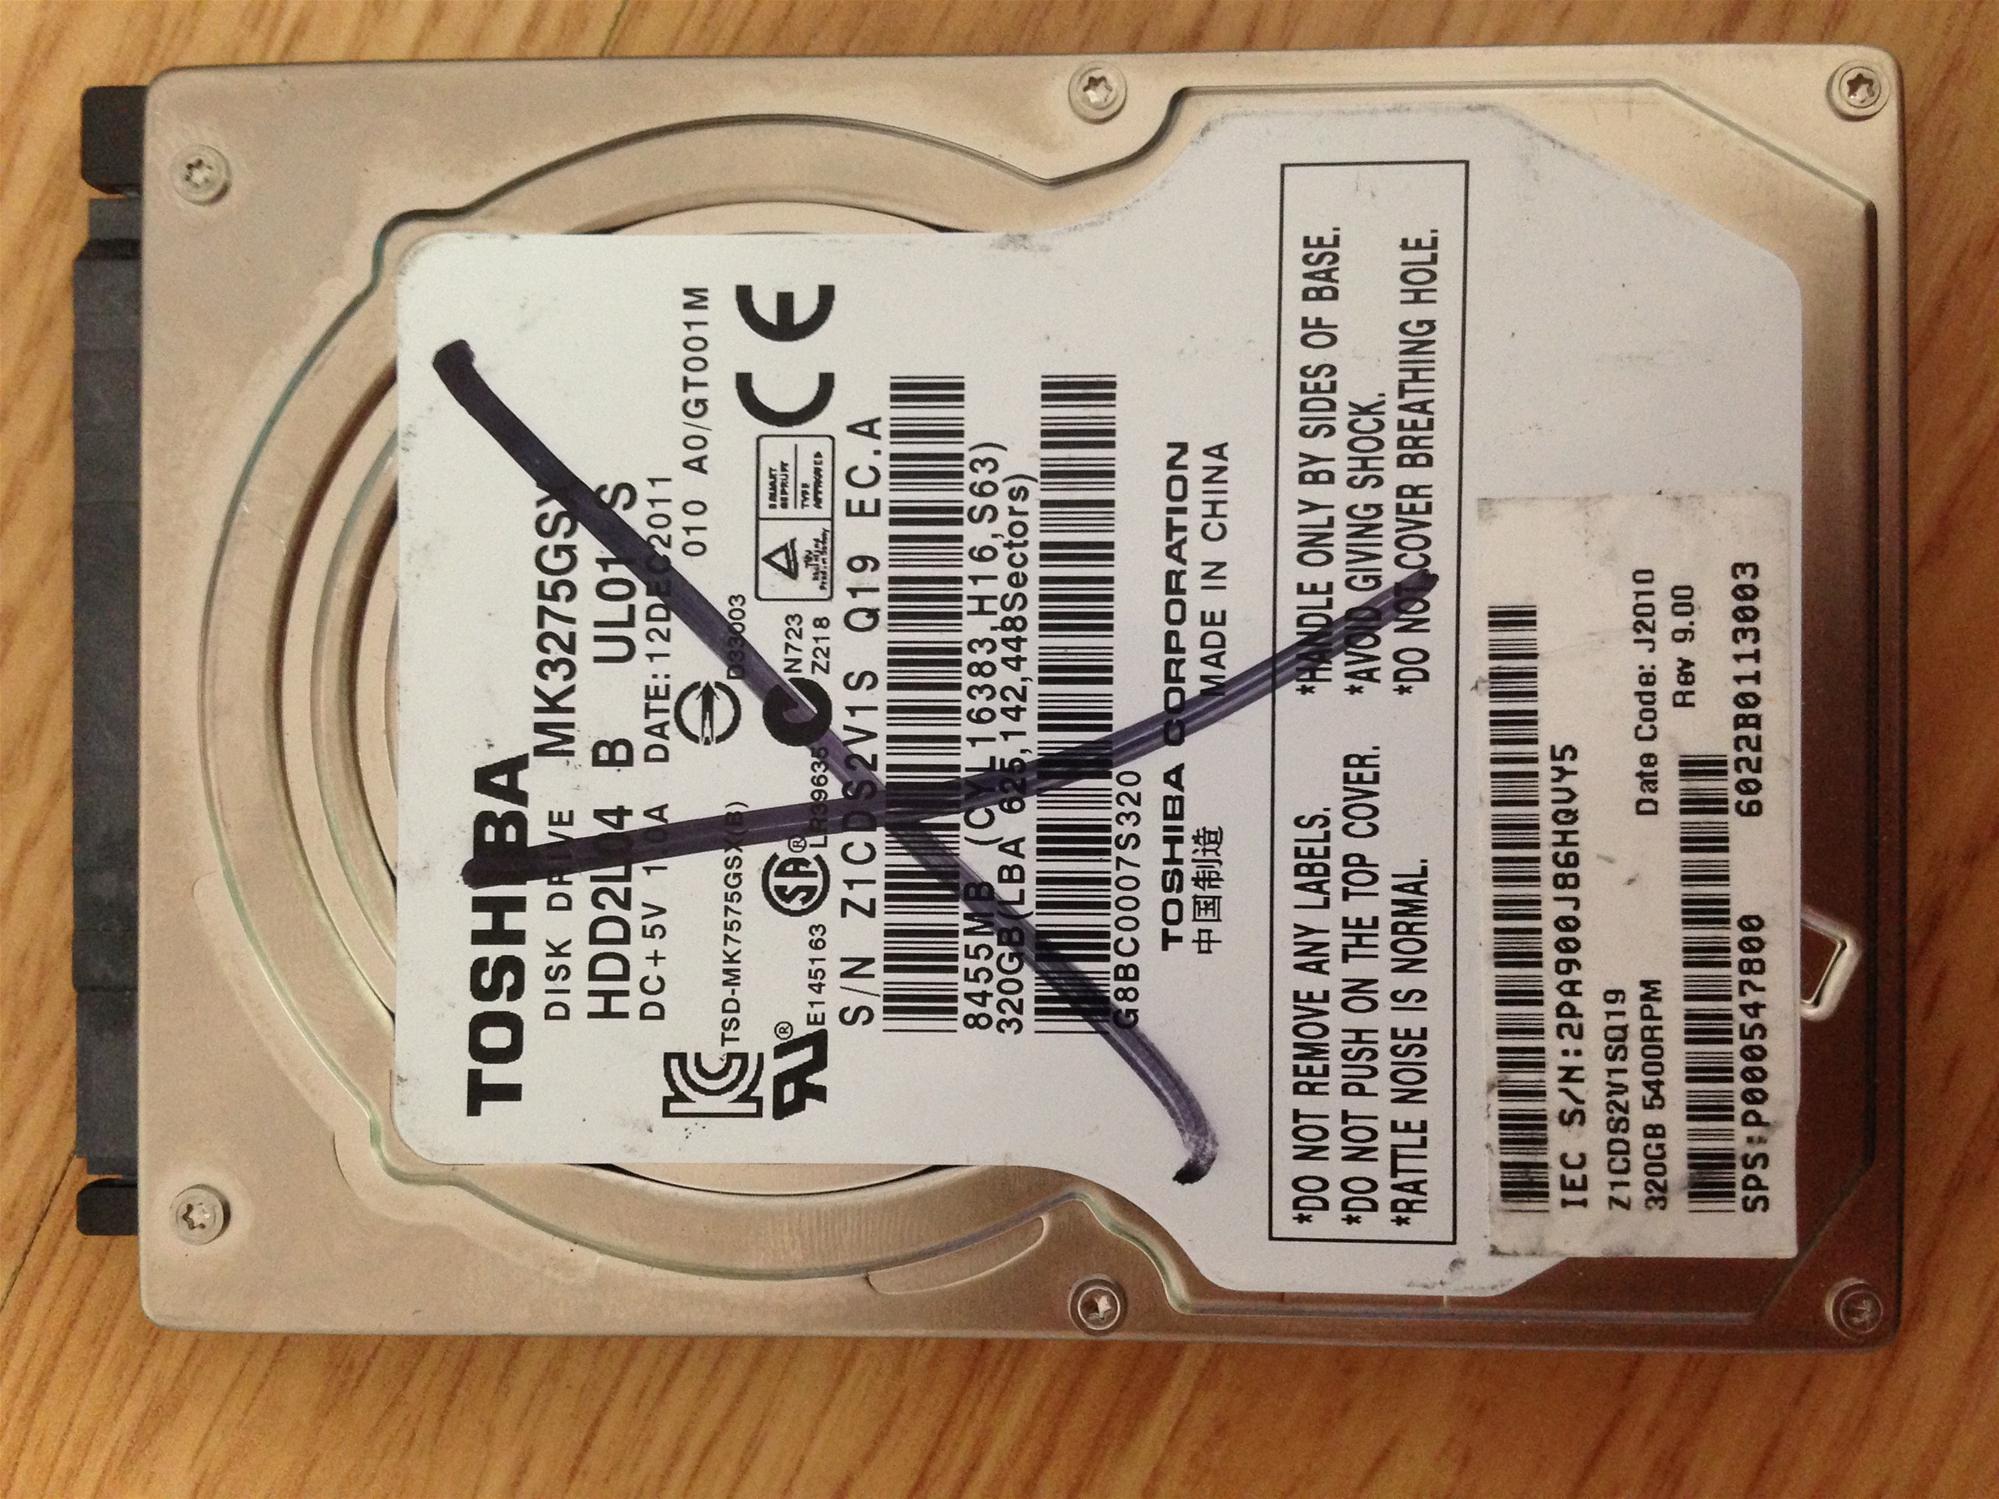 TOSHIBA
DISK DRIVE MK3275GSX
HDD2L04 B UL01 S
DC+5V 1.0A DATE:12DEC2011
010 A0/GT001M
TSD-MK7575GSX(B)
D33003
E145163 LR39635
N723
Z218
TYPE
APPROVED
S/N Z1CDS2V1S Q19 EC.A
8455MB (CYL16383,H16,S63)
320GB(LBA 625,142,448Sectors)
G8BC0007S320
TOSHIBA CORPORATION
中国制造 MADE IN CHINA
*DO NOT REMOVE ANY LABELS. *HANDLE ONLY BY SIDES OF BASE.
*DO NOT PUSH ON THE TOP COVER. *AVOID GIVING SHOCK.
*RATTLE NOISE IS NORMAL. *DO NOT COVER BREATHING HOLE.
IEC S/N:2PA900J86HQVY5
Z1CDS2V1SQ19 Date Code: J2010
320GB 5400RPM Rev 9.00
SPS:P000547800 6022B0113003